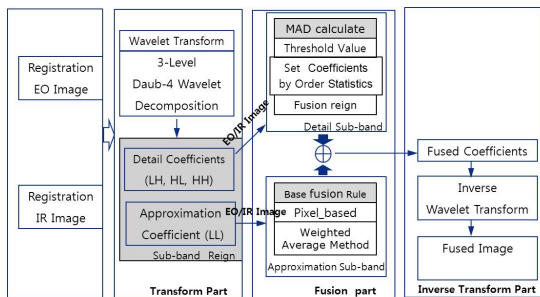 Registration
EO Image
Registration
IR Image
Wavelet Transform
3-Level
Daub-4 Wavelet
Decomposition
Detail Coefficients
(LH, HL, HH)
Approximation
Coefficient (LL)
Sub-band Reign
Transform Part
EO/IR Image
EO/IR Image
MAD calculate
Threshold Value
Set Coefficients
by Order Statistics
Fusion reign
Detail Sub-band
Base fusion Rule
Pixel_based
Weighted
Average Method
Approximation Sub-band
Fusion part
Fused Coefficients
Inverse
Wavelet Transform
Fused Image
Inverse Transform Part